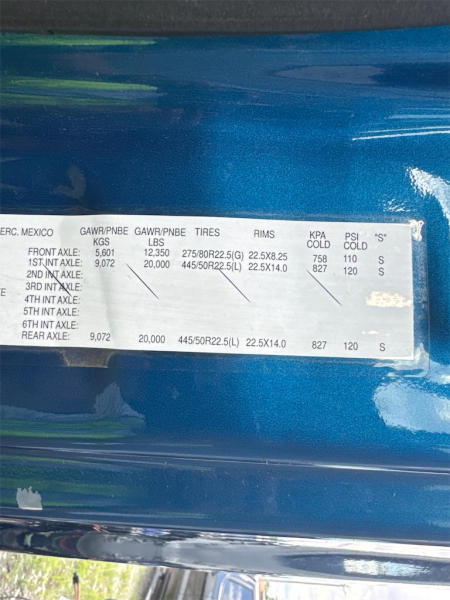 ERC. MEXICO GAWR/PNBE KGS GAWR/PNBE LBS TIRES RIMS KPA COLD PSI COLD "S"
FRONT AXLE: 5,601 12,350 275/80R22.5(G) 22.5X8.25 758 110 S
1ST INT AXLE: 9,072 20,000 445/50R22.5(L) 22.5X14.0 827 120 S
2ND INT AXLE:
3RD INT AXLE:
4TH INT AXLE:
5TH INT AXLE:
6TH INT AXLE:
REAR AXLE: 9,072 20,000 445/50R22.5(L) 22.5X14.0 827 120 S